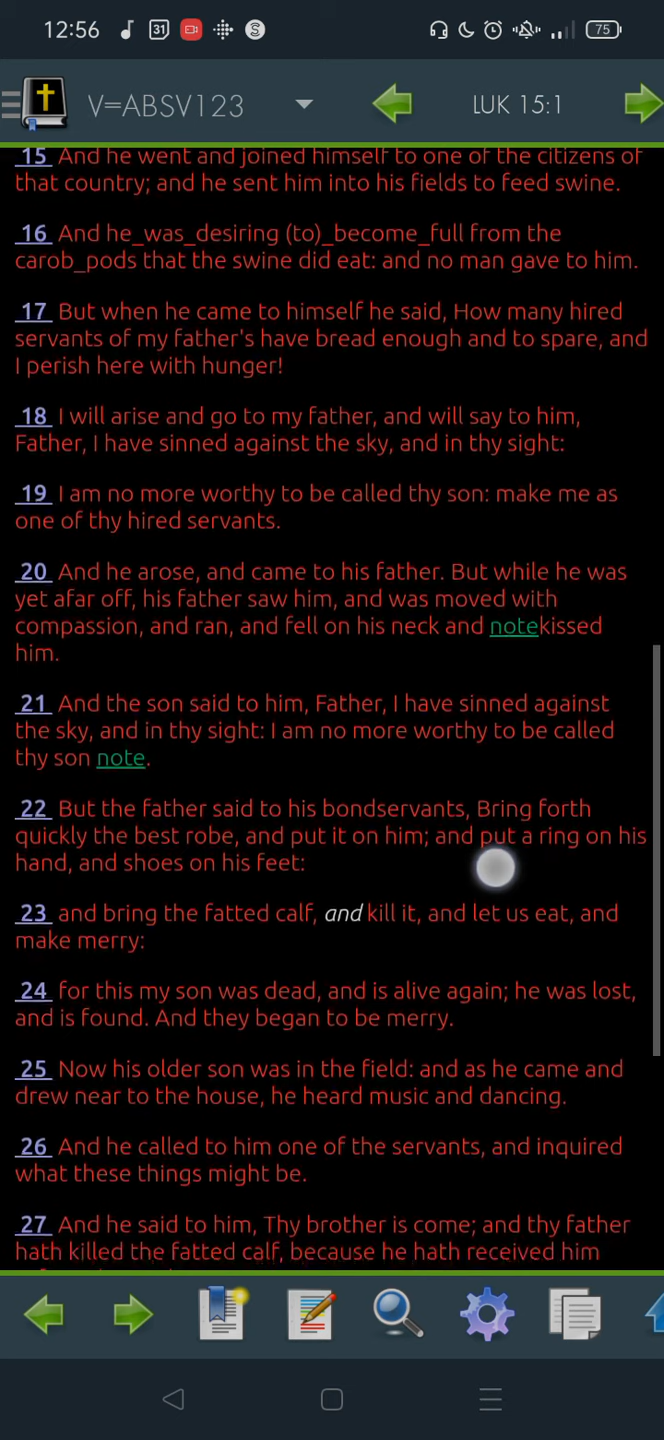 12:56 31 75
V=ABSV123 LUK 15:1
15 And he went and joined himself to one of the citizens of
that country; and he sent him into his fields to feed swine.
16 And he_was_desiring (to)_become_full from the
carob_pods that the swine did eat: and no man gave to him.
17 But when he came to himself he said, How many hired
servants of my father's have bread enough and to spare, and
I perish here with hunger!
18 I will arise and go to my father, and will say to him,
Father, I have sinned against the sky, and in thy sight:
19 I am no more worthy to be called thy son: make me as
one of thy hired servants.
20 And he arose, and came to his father. But while he was
yet afar off, his father saw him, and was moved with
compassion, and ran, and fell on his neck and notekissed
him.
21 And the son said to him, Father, I have sinned against
the sky, and in thy sight: I am no more worthy to be called
thy son note.
22 But the father said to his bondservants, Bring forth
quickly the best robe, and put it on him; and put a ring on his
hand, and shoes on his feet:
23 and bring the fatted calf, and kill it, and let us eat, and
make merry:
24 for this my son was dead, and is alive again; he was lost,
and is found. And they began to be merry.
25 Now his older son was in the field: and as he came and
drew near to the house, he heard music and dancing.
26 And he called to him one of the servants, and inquired
what these things might be.
27 And he said to him, Thy brother is come; and thy father
hath killed the fatted calf, because he hath received him